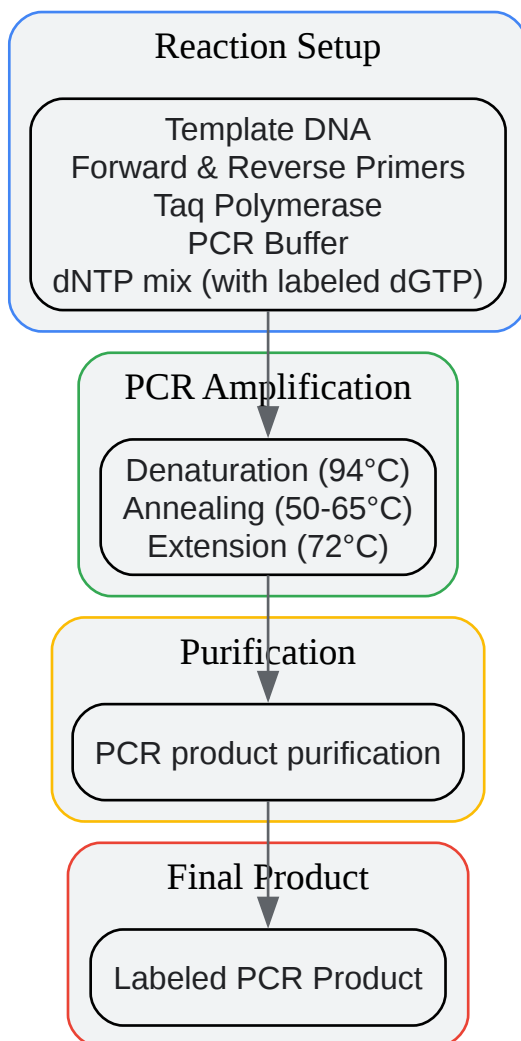 Reaction Setup
Template DNA
Forward & Reverse Primers
Taq Polymerase
PCR Buffer
dNTP mix (with labeled dGTP)
PCR Amplification
Denaturation (94°C)
Annealing (50-65°C)
Extension (72°C)
Purification
PCR product purification
Final Product
Labeled PCR Product